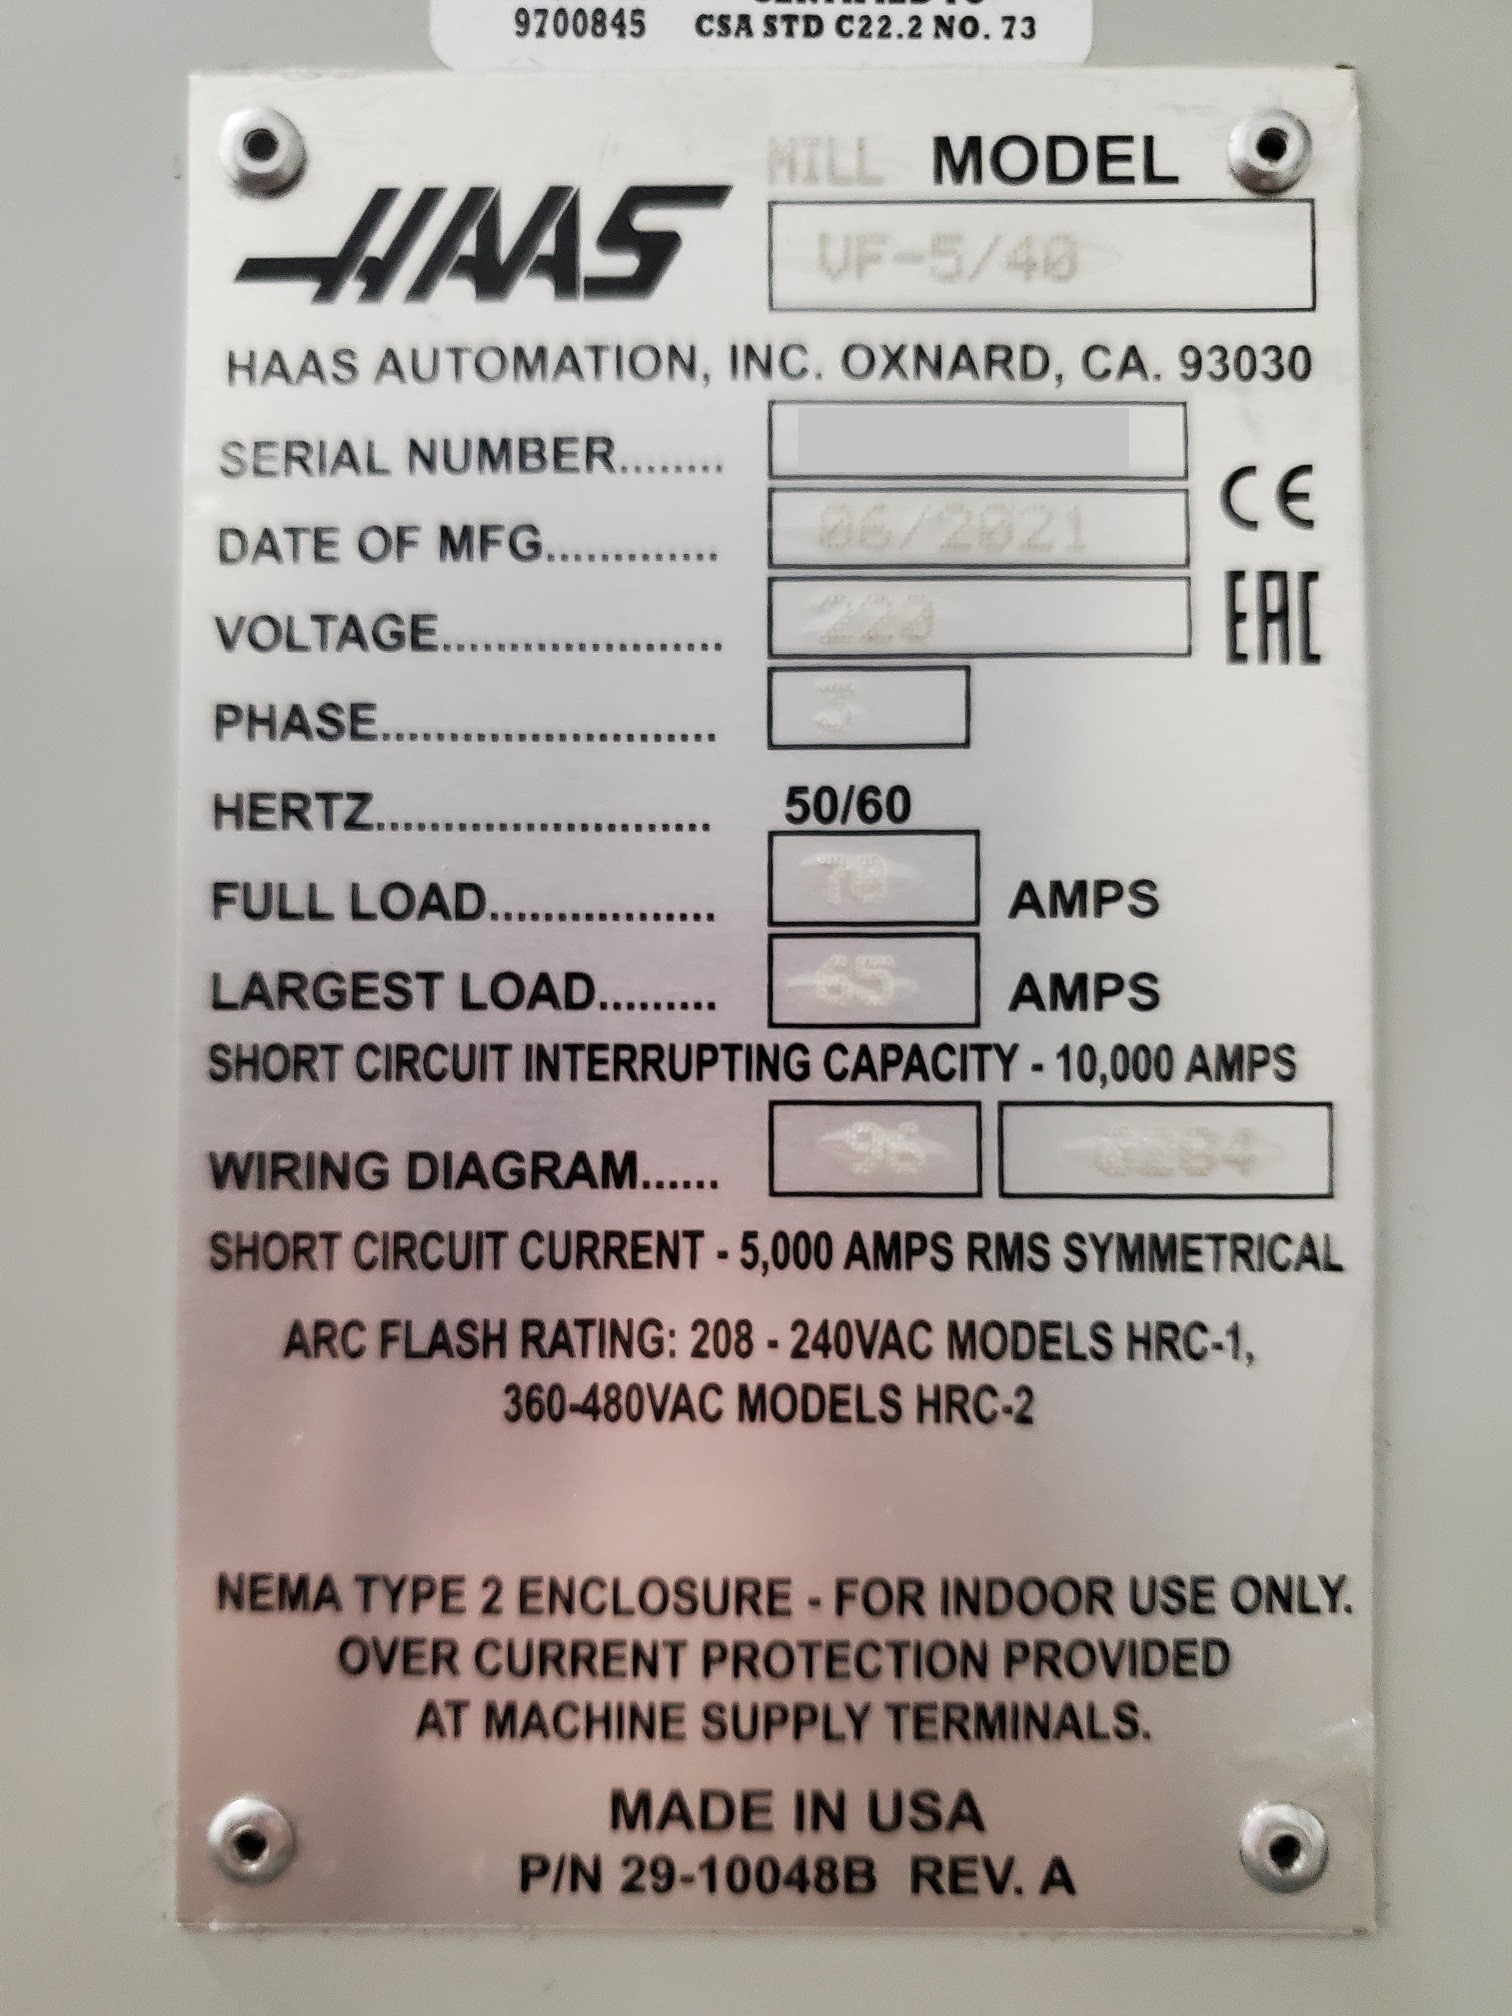 9700845 CSA STD C22.2 NO. 73
MILL MODEL
HAAS
VF-5/40
HAAS AUTOMATION, INC. OXNARD, CA. 93030
SERIAL NUMBER........
DATE OF MFG............. 06/2021
CE
VOLTAGE..................... 220
EAC
PHASE......................... 3
HERTZ......................... 50/60
FULL LOAD................. 70 AMPS
LARGEST LOAD......... 65 AMPS
SHORT CIRCUIT INTERRUPTING CAPACITY - 10,000 AMPS
WIRING DIAGRAM...... 96 0284
SHORT CIRCUIT CURRENT - 5,000 AMPS RMS SYMMETRICAL
ARC FLASH RATING: 208 - 240VAC MODELS HRC-1,
360-480VAC MODELS HRC-2
NEMA TYPE 2 ENCLOSURE - FOR INDOOR USE ONLY.
OVER CURRENT PROTECTION PROVIDED
AT MACHINE SUPPLY TERMINALS.
MADE IN USA
P/N 29-10048B REV. A